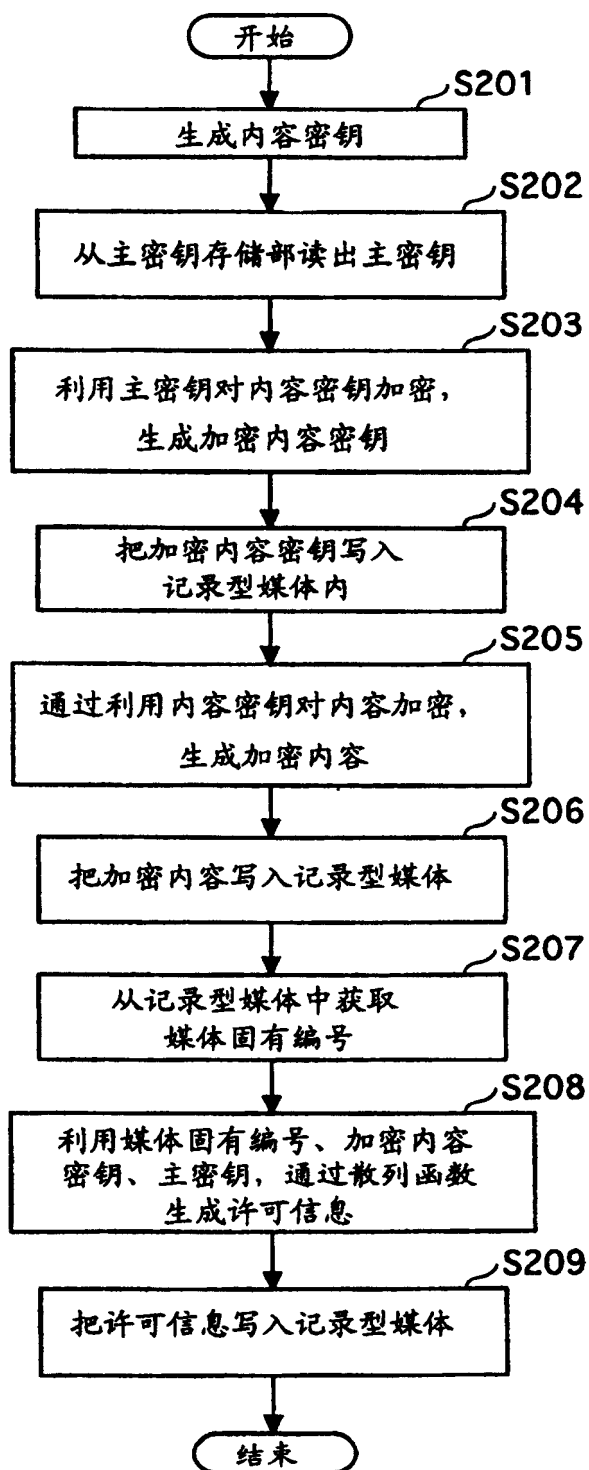 开始
S201
生成内容密钥
S202
从主密钥存储部读出主密钥
S203
利用主密钥对内容密钥加密，
生成加密内容密钥
S204
把加密内容密钥写入
记录型媒体内
S205
通过利用内容密钥对内容加密，
生成加密内容
S206
把加密内容写入记录型媒体
S207
从记录型媒体中获取
媒体固有编号
S208
利用媒体固有编号、加密内容
密钥、主密钥，通过散列函数
生成许可信息
S209
把许可信息写入记录型媒体
结束